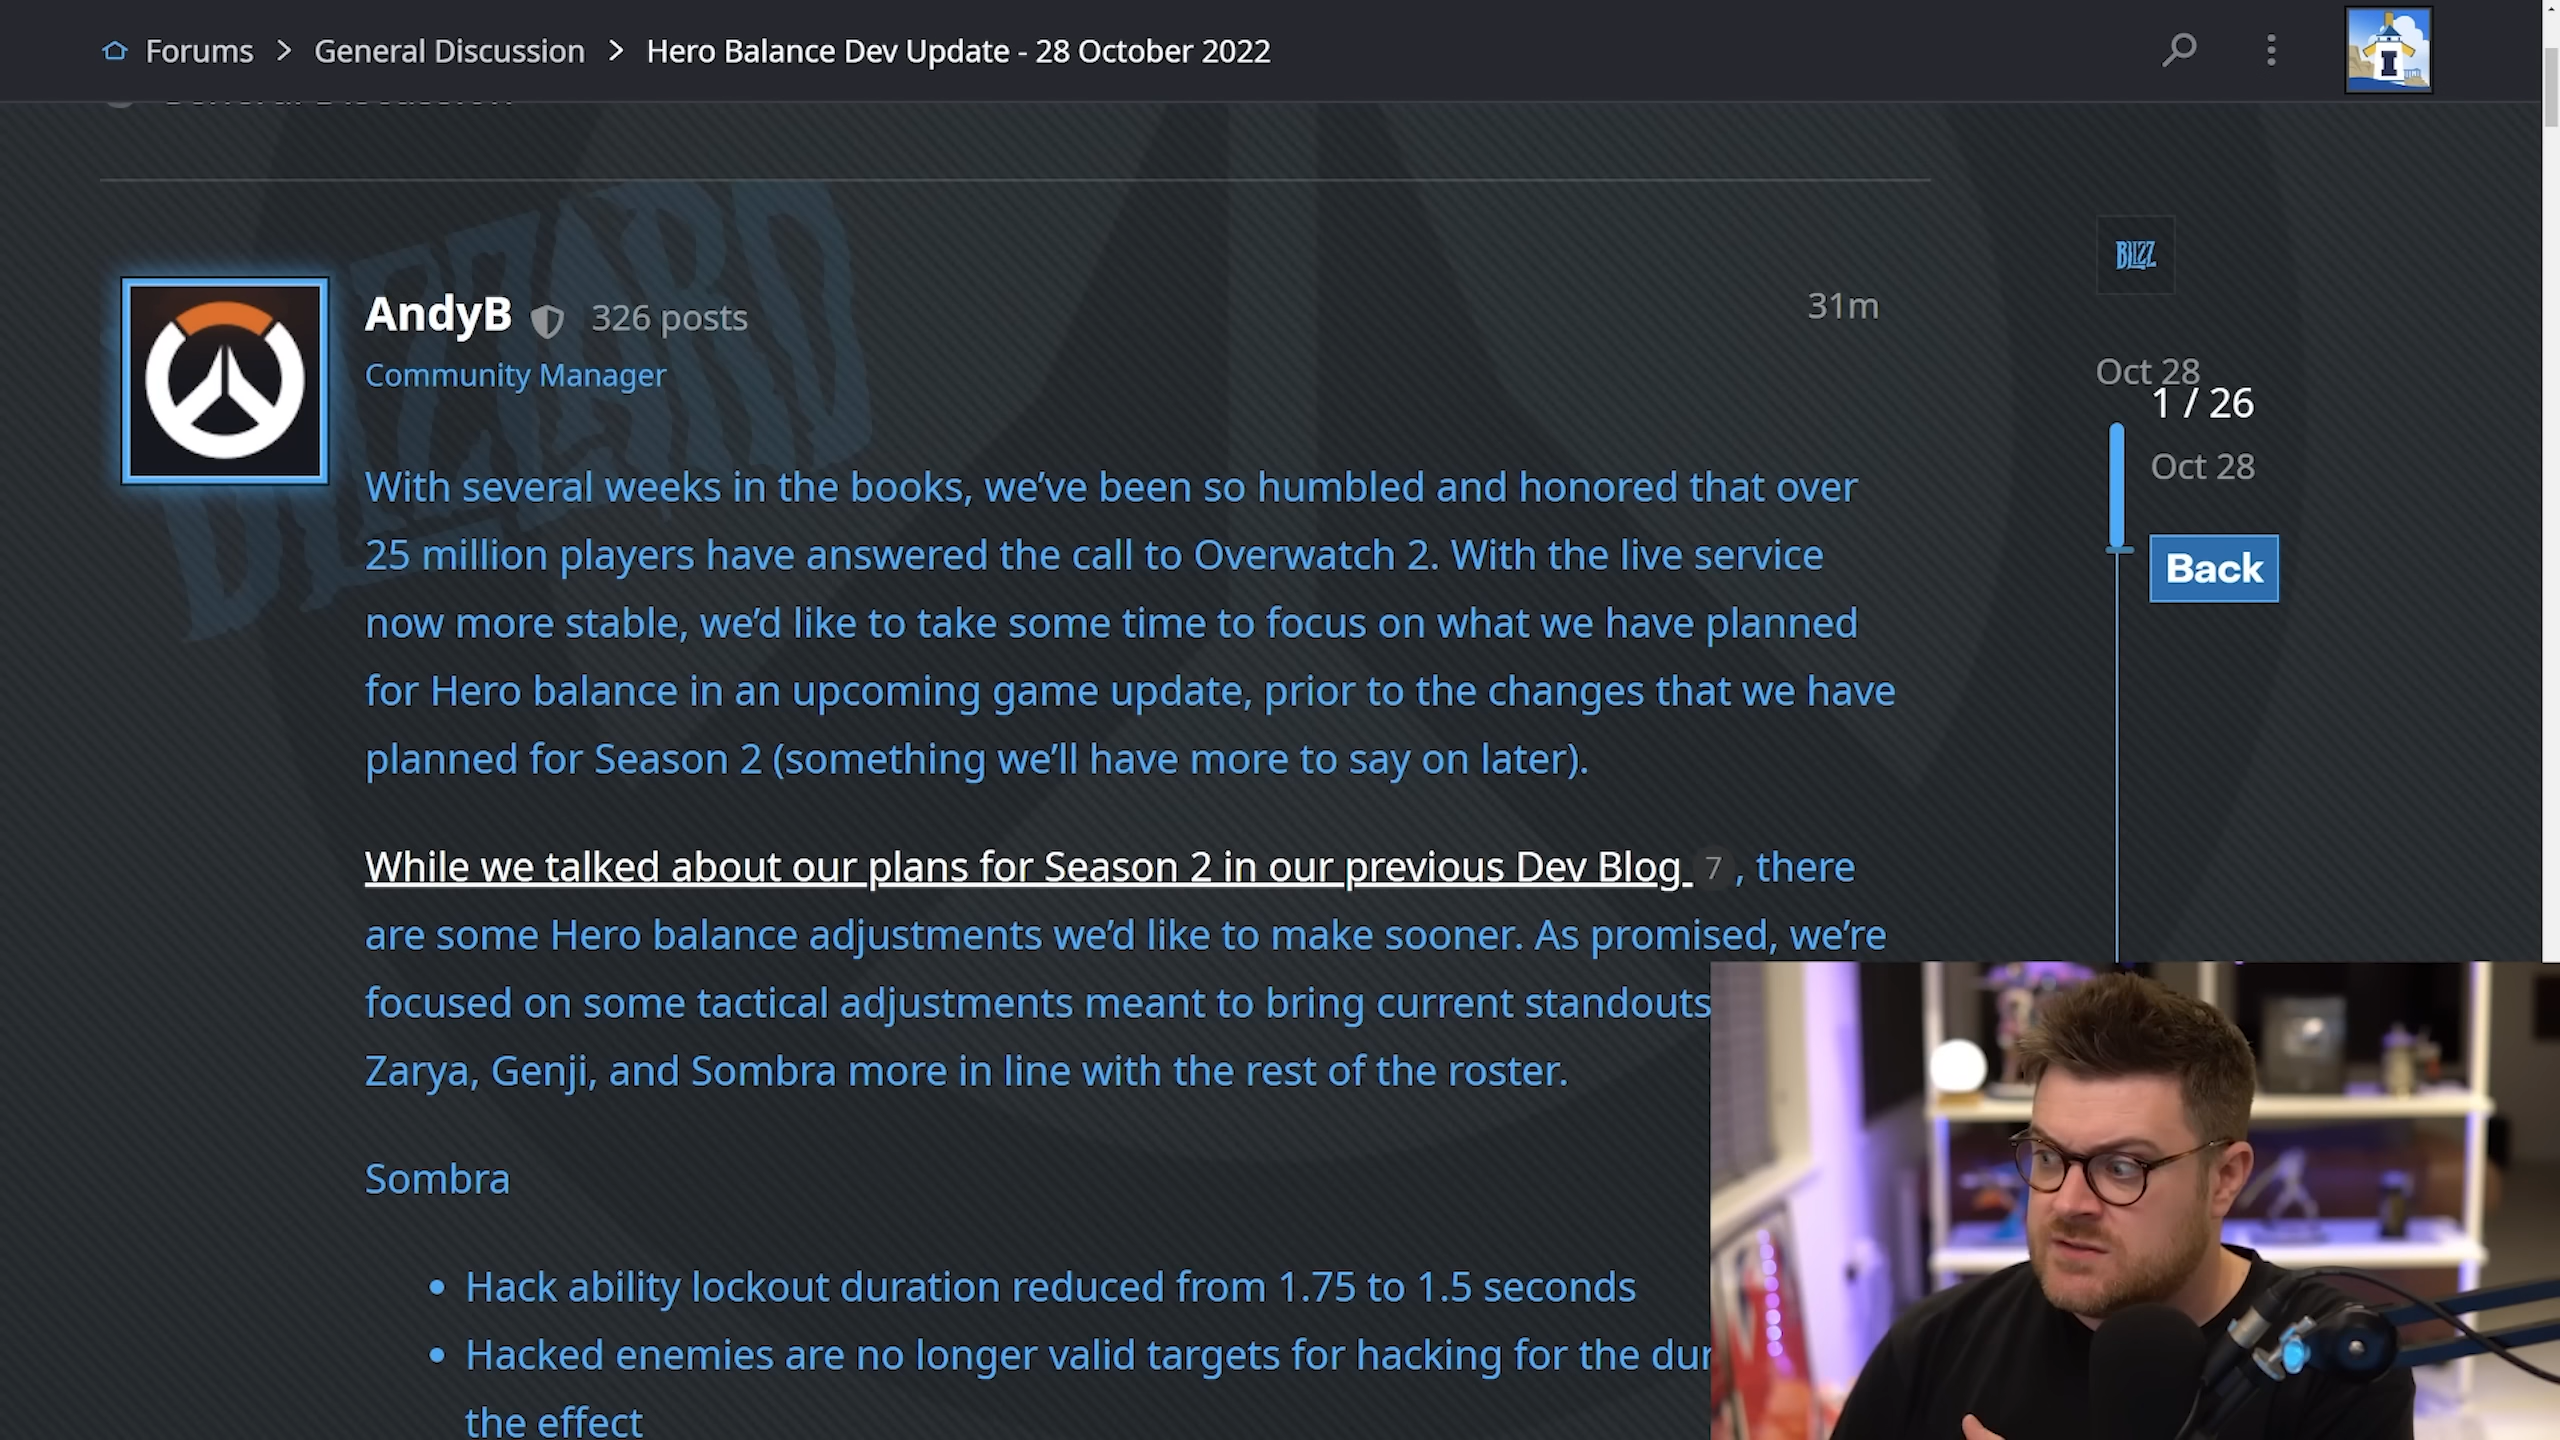 Forums > General Discussion > Hero Balance Dev Update - 28 October 2022
General Discussion
BLIZZARD
BLIZZ
AndyB 326 posts
31m
Community Manager
Oct 28
1 / 26
Oct 28
Back
With several weeks in the books, we’ve been so humbled and honored that over
25 million players have answered the call to Overwatch 2. With the live service
now more stable, we’d like to take some time to focus on what we have planned
for Hero balance in an upcoming game update, prior to the changes that we have
planned for Season 2 (something we’ll have more to say on later).
While we talked about our plans for Season 2 in our previous Dev Blog 7 , there
are some Hero balance adjustments we’d like to make sooner. As promised, we’re
focused on some tactical adjustments meant to bring current standouts
Zarya, Genji, and Sombra more in line with the rest of the roster.
Sombra
• Hack ability lockout duration reduced from 1.75 to 1.5 seconds
• Hacked enemies are no longer valid targets for hacking for the
the effect